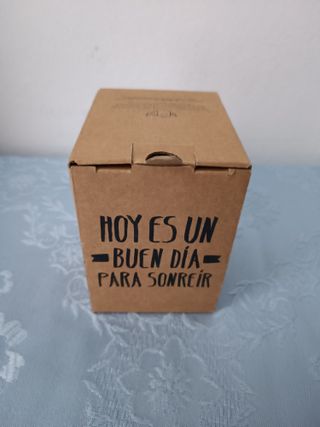 HOY ES UN
BUEN DÍA
PARA SONREÍR